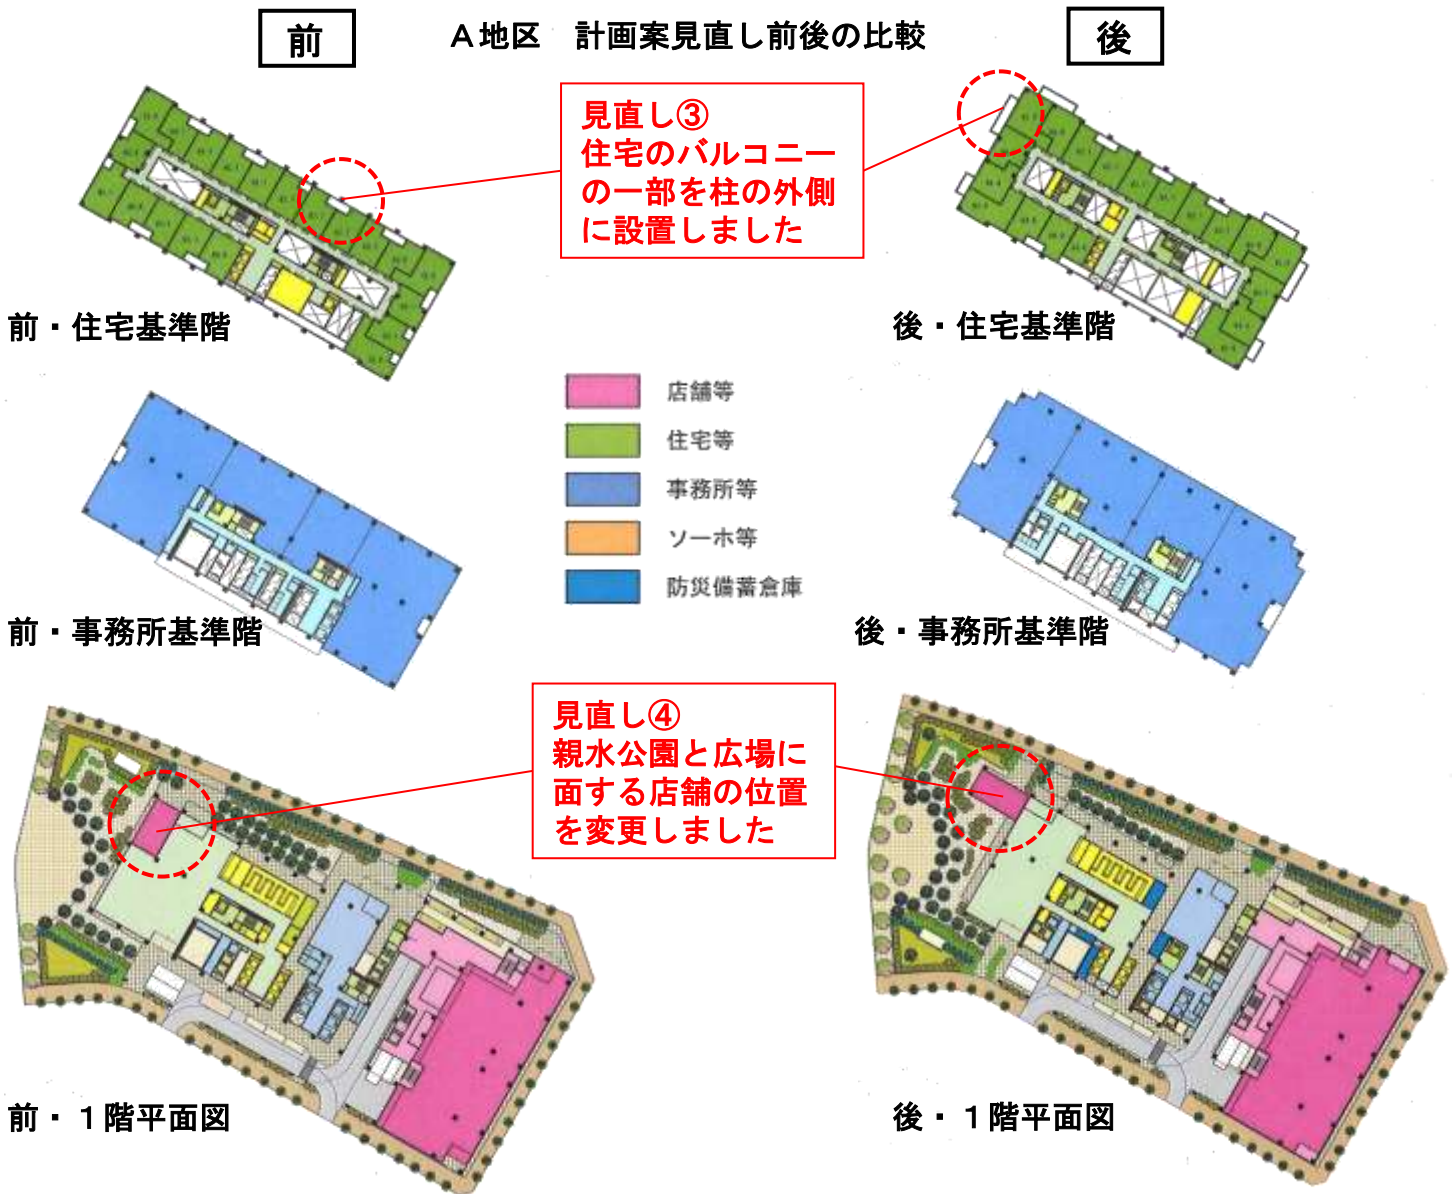 前
A地区　計画案見直し前後の比較
後
見直し③
住宅のバルコニー
の一部を柱の外側
に設置しました
前・住宅基準階
後・住宅基準階
店舗等
住宅等
事務所等
ソーホ等
防災備蓄倉庫
前・事務所基準階
後・事務所基準階
見直し④
親水公園と広場に
面する店舗の位置
を変更しました
前・１階平面図
後・１階平面図